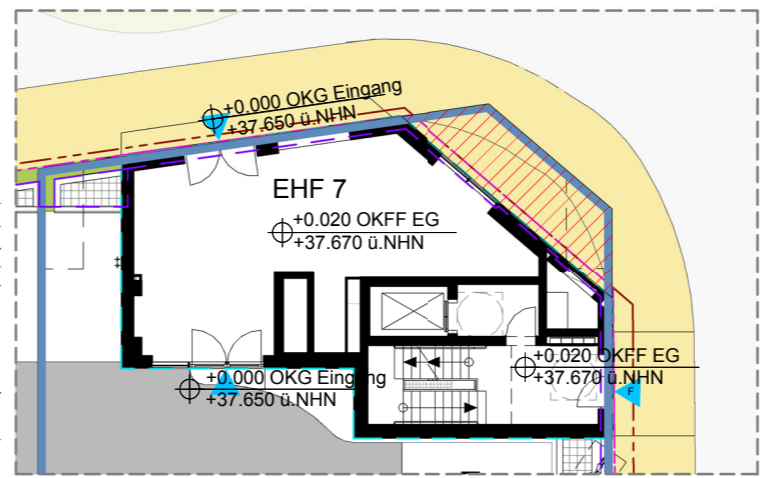 +0.000 OKG Eingang
+37.650 ü.NHN
EHF 7
+0.020 OKFF EG
+37.670 ü.NHN
+0.020 OKFF EG
+37.670 ü.NHN
+0.000 OKG Eingang
+37.650 ü.NHN
F